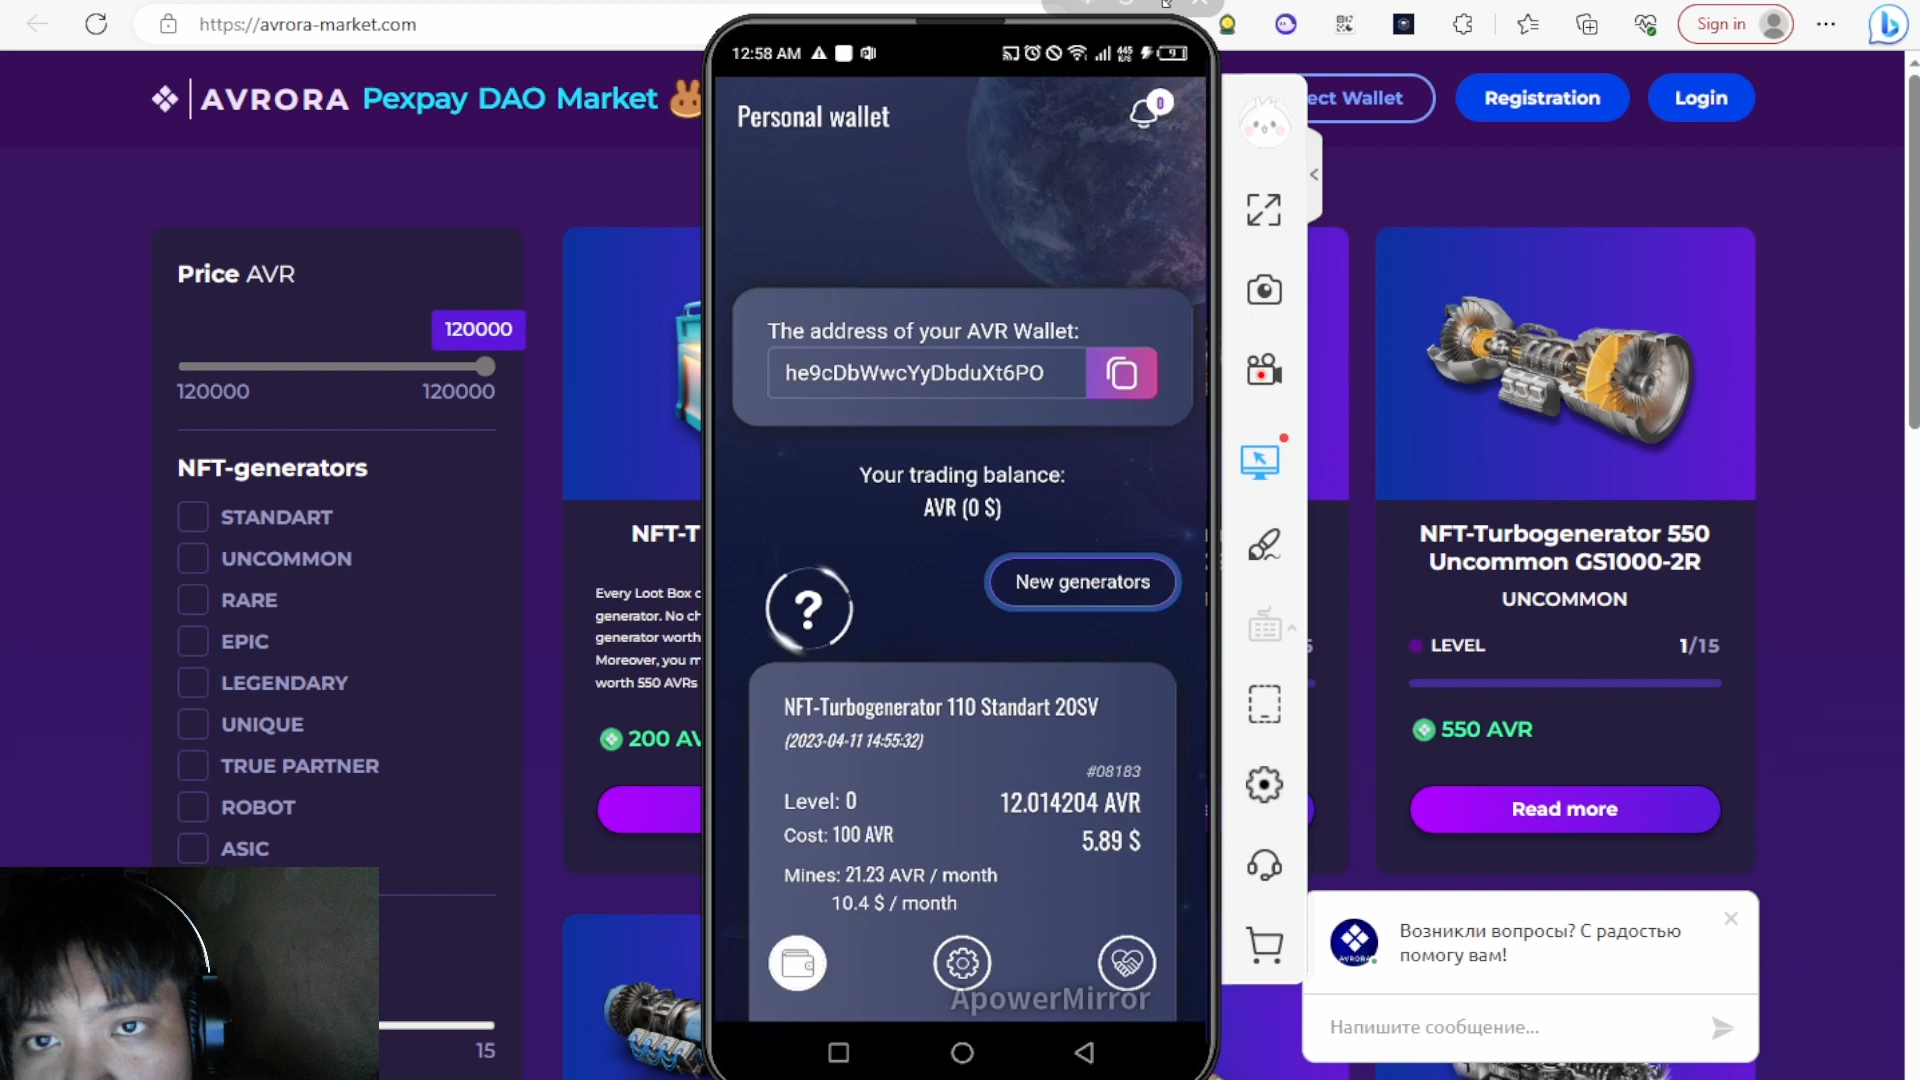 https://avrora-market.com
Sign in
AVRORA Pexpay DAO Market
ect Wallet
Registration
Login
Price AVR
120000
120000
120000
NFT-generators
STANDART
UNCOMMON
RARE
EPIC
LEGENDARY
UNIQUE
TRUE PARTNER
ROBOT
ASIC
15
NFT-T
Every Loot Box c
generator. No ch
generator worth
Moreover, you m
worth 550 AVRs
200 AV
12:58 AM
445
K/s
9
Personal wallet
0
The address of your AVR Wallet:
he9cDbWwcYyDbduXt6PO
Your trading balance:
AVR (0 $)
?
New generators
NFT-Turbogenerator 110 Standart 20SV
(2023-04-11 14:55:32)
#08183
Level: 0
12.014204 AVR
Cost: 100 AVR
5.89 $
Mines: 21.23 AVR / month
10.4 $ / month
ApowerMirror
NFT-Turbogenerator 550
Uncommon GS1000-2R
UNCOMMON
LEVEL
1/15
550 AVR
Read more
AVRORA
Возникли вопросы? С радостью
помогу вам!
Напишите сообщение...